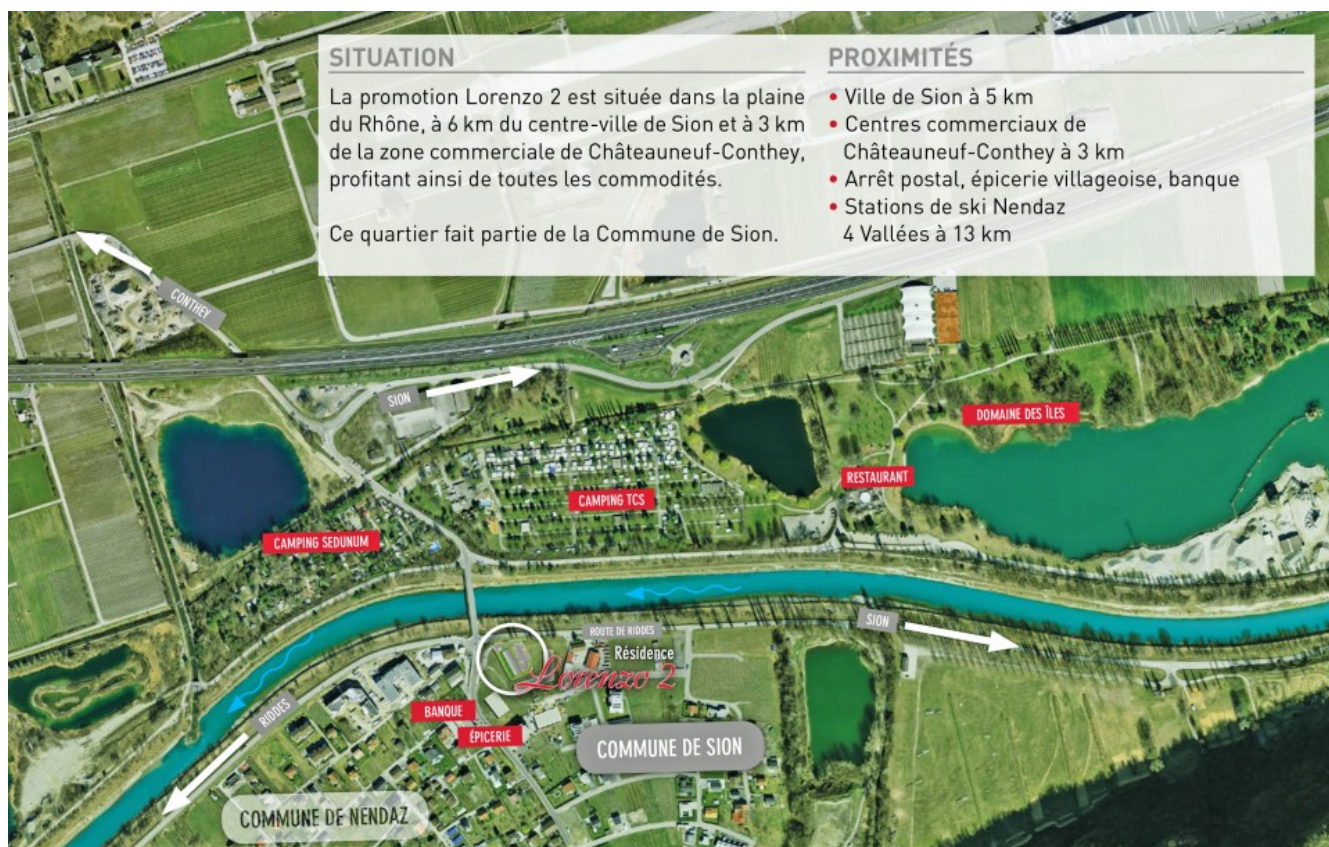 SITUATION
La promotion Lorenzo 2 est située dans la plaine
du Rhône, à 6 km du centre-ville de Sion et à 3 km
de la zone commerciale de Châteauneuf-Conthey,
profitant ainsi de toutes les commodités.
Ce quartier fait partie de la Commune de Sion.
PROXIMITÉS
• Ville de Sion à 5 km
• Centres commerciaux de
Châteauneuf-Conthey à 3 km
• Arrêt postal, épicerie villageoise, banque
• Stations de ski Nendaz
4 Vallées à 13 km
CONTHEY
SION
DOMAINE DES ÎLES
RESTAURANT
CAMPING TCS
CAMPING SEDUNUM
SION
ROUTE DE RIDDES
Résidence
Lorenzo 2
RIDDES
BANQUE
ÉPICERIE
COMMUNE DE SION
COMMUNE DE NENDAZ